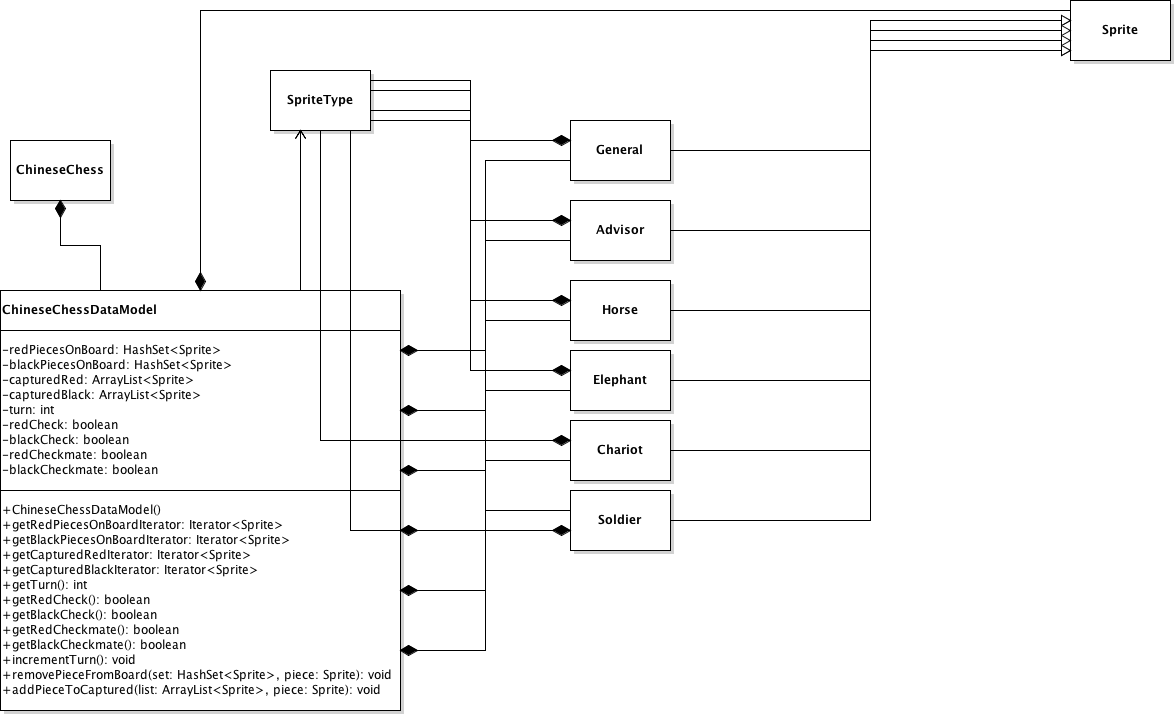 Sprite
SpriteType
General
ChineseChess
Advisor
Horse
ChineseChessDataModel
-redPiecesOnBoard: HashSet<Sprite>
-blackPiecesOnBoard: HashSet<Sprite>
-capturedRed: ArrayList<Sprite>
-capturedBlack: ArrayList<Sprite>
-turn: int
-redCheck: boolean
-blackCheck: boolean
-redCheckmate: boolean
-blackCheckmate: boolean
Elephant
Chariot
Soldier
+ChineseChessDataModel()
+getRedPiecesOnBoardIterator: Iterator<Sprite>
+getBlackPiecesOnBoardIterator: Iterator<Sprite>
+getCapturedRedIterator: Iterator<Sprite>
+getCapturedBlackIterator: Iterator<Sprite>
+getTurn(): int
+getRedCheck(): boolean
+getBlackCheck(): boolean
+getRedCheckmate(): boolean
+getBlackCheckmate(): boolean
+incrementTurn(): void
+removePieceFromBoard(set: HashSet<Sprite>, piece: Sprite): void
+addPieceToCaptured(list: ArrayList<Sprite>, piece: Sprite): void